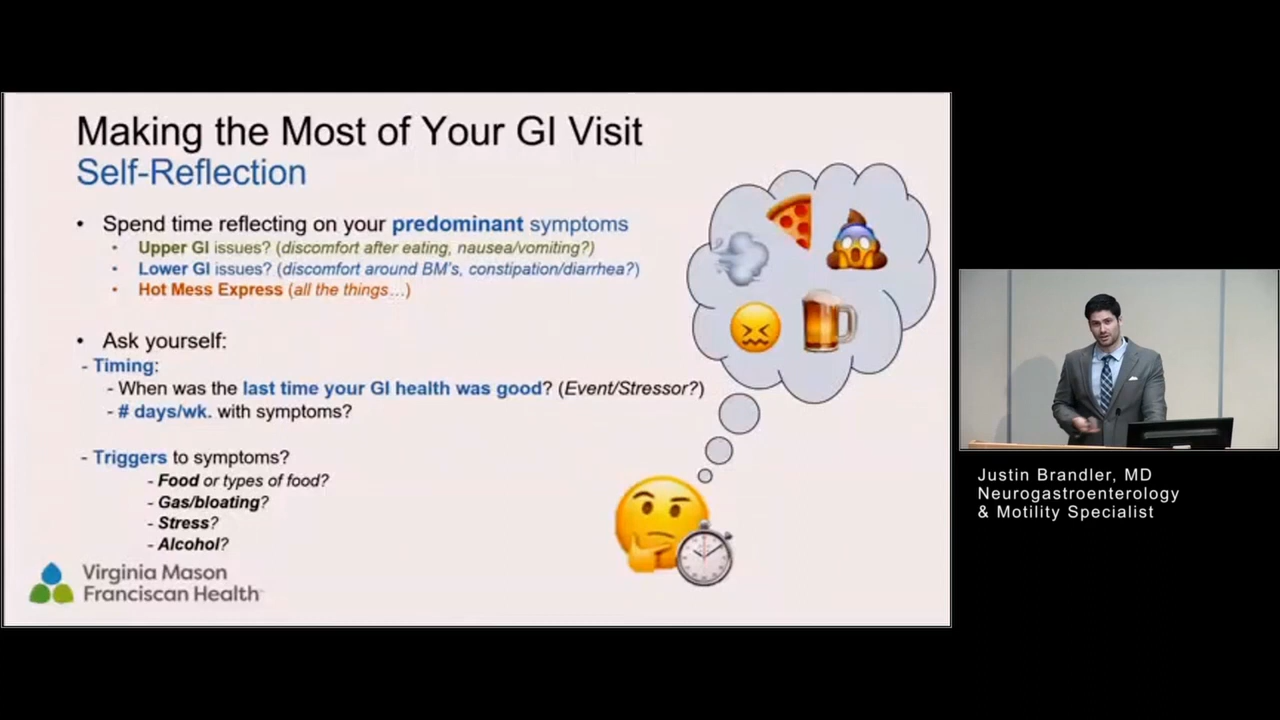 Making the Most of Your GI Visit
Self-Reflection
• Spend time reflecting on your predominant symptoms
• Upper GI issues? (discomfort after eating, nausea/vomiting?)
• Lower GI issues? (discomfort around BM's, constipation/diarrhea?)
• Hot Mess Express (all the things…)
• Ask yourself:
- Timing:
- When was the last time your GI health was good? (Event/Stressor?)
- # days/wk. with symptoms?
- Triggers to symptoms?
- Food or types of food?
- Gas/bloating?
- Stress?
- Alcohol?
Virginia Mason
Franciscan Health
Justin Brandler, MD
Neurogastroenterology
& Motility Specialist